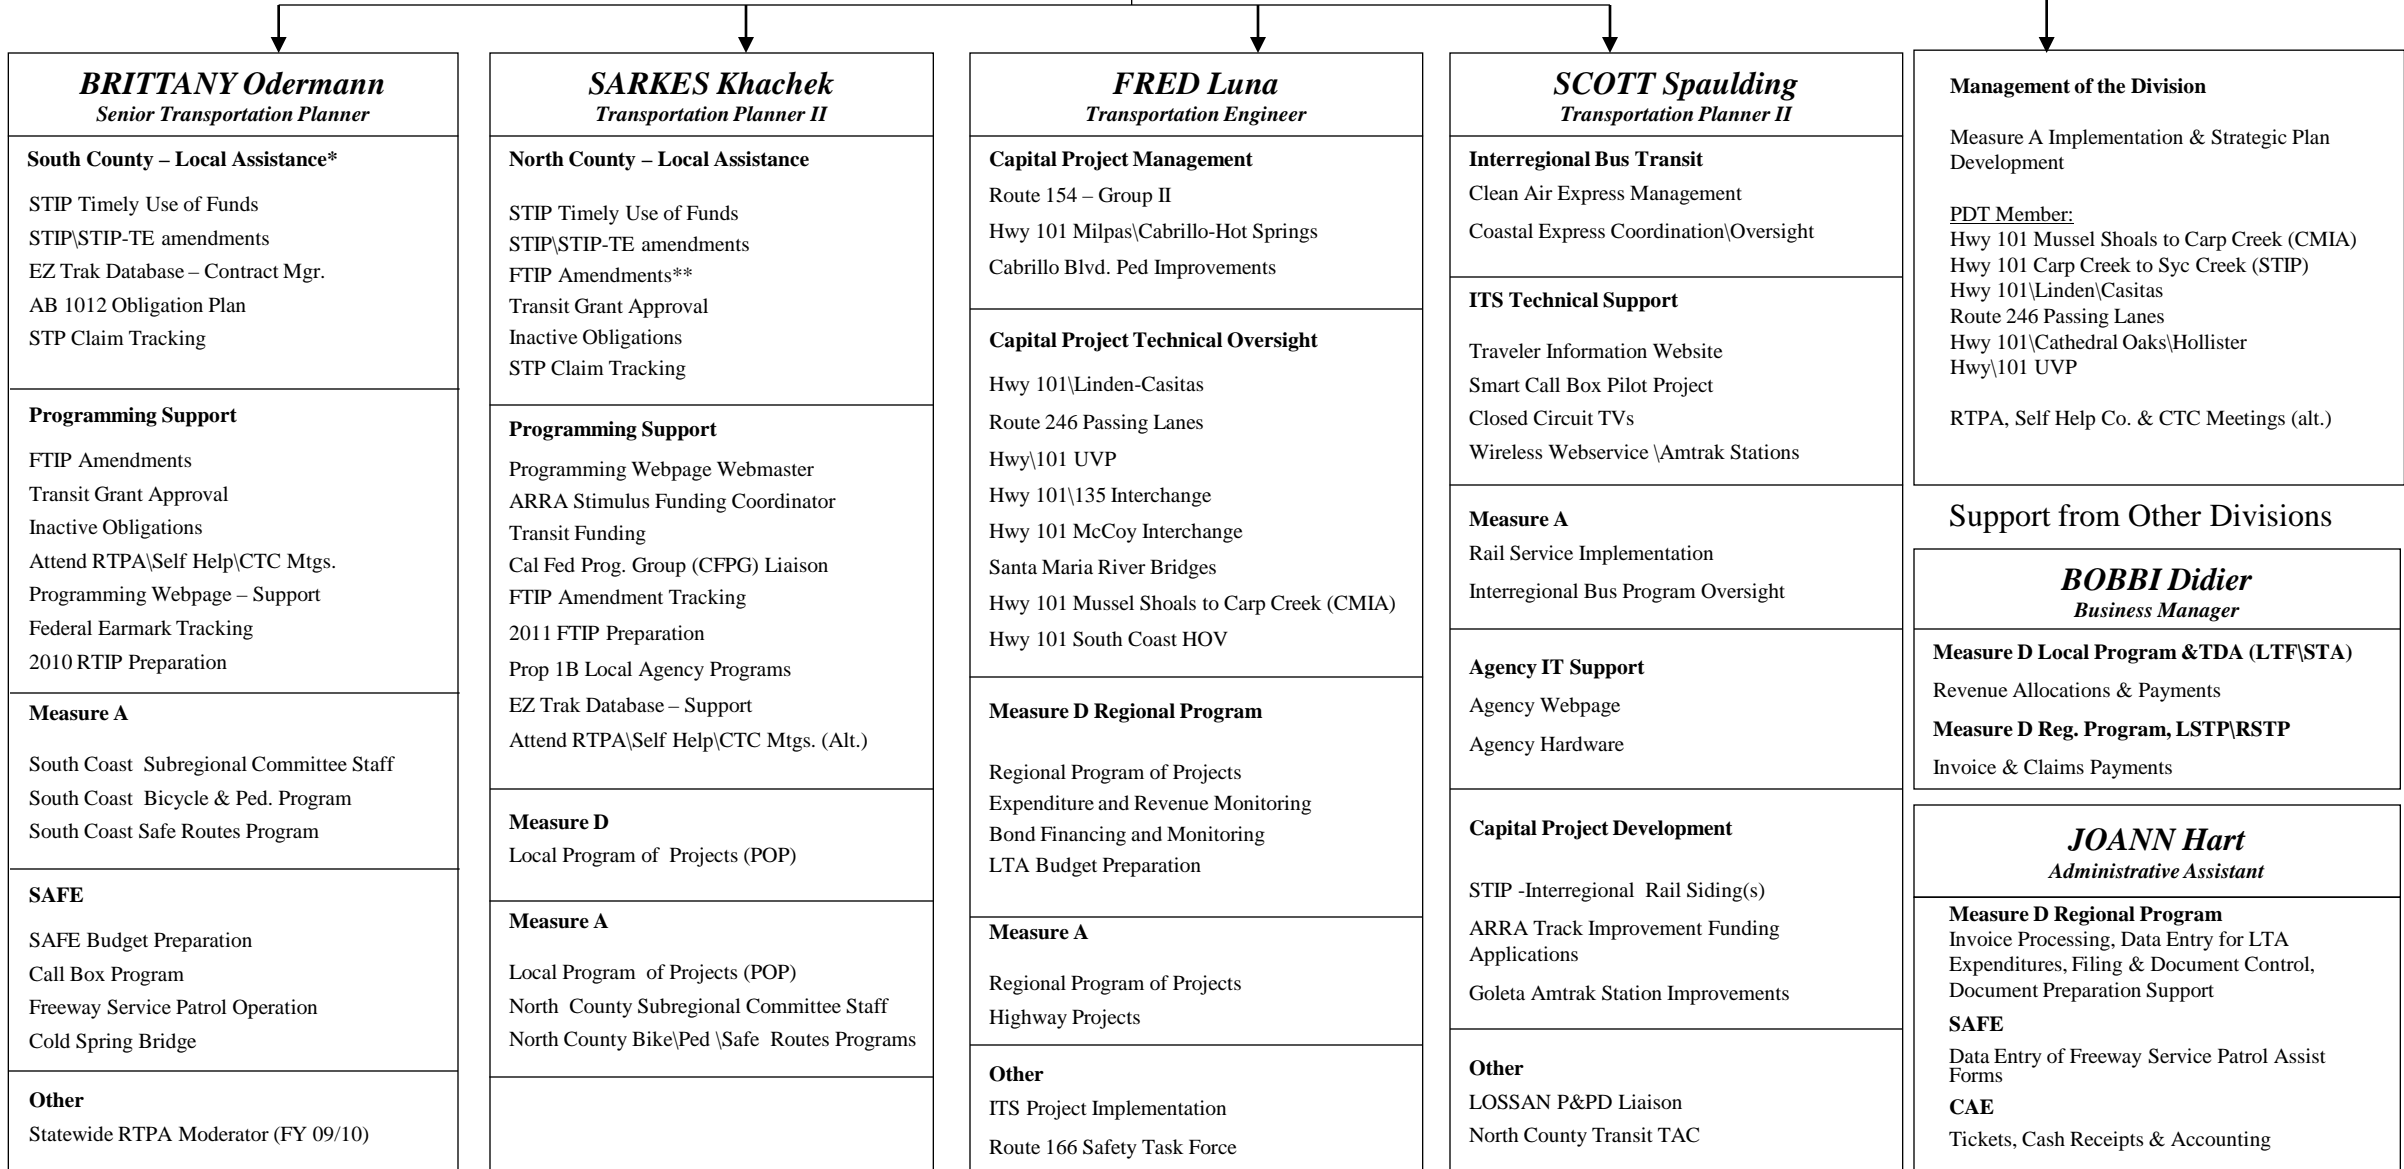 BRITTANY Odermann
Senior Transportation Planner
South County – Local Assistance*
STIP Timely Use of Funds
STIP\STIP-TE amendments
EZ Trak Database – Contract Mgr.
AB 1012 Obligation Plan
STP Claim Tracking
Programming Support
FTIP Amendments
Transit Grant Approval
Inactive Obligations
Attend RTPA\Self Help\CTC Mtgs.
Programming Webpage – Support
Federal Earmark Tracking
2010 RTIP Preparation
Measure A
South Coast Subregional Committee Staff
South Coast Bicycle & Ped. Program
South Coast Safe Routes Program
SAFE
SAFE Budget Preparation
Call Box Program
Freeway Service Patrol Operation
Cold Spring Bridge
Other
Statewide RTPA Moderator (FY 09/10)
SARKES Khachek
Transportation Planner II
North County – Local Assistance
STIP Timely Use of Funds
STIP\STIP-TE amendments
FTIP Amendments**
Transit Grant Approval
Inactive Obligations
STP Claim Tracking
Programming Support
Programming Webpage Webmaster
ARRA Stimulus Funding Coordinator
Transit Funding
Cal Fed Prog. Group (CFPG) Liaison
FTIP Amendment Tracking
2011 FTIP Preparation
Prop 1B Local Agency Programs
EZ Trak Database – Support
Attend RTPA\Self Help\CTC Mtgs. (Alt.)
Measure D
Local Program of Projects (POP)
Measure A
Local Program of Projects (POP)
North County Subregional Committee Staff
North County Bike\Ped \Safe Routes Programs
FRED Luna
Transportation Engineer
Capital Project Management
Route 154 – Group II
Hwy 101 Milpas\Cabrillo-Hot Springs
Cabrillo Blvd. Ped Improvements
Capital Project Technical Oversight
Hwy 101\Linden-Casitas
Route 246 Passing Lanes
Hwy\101 UVP
Hwy 101\135 Interchange
Hwy 101 McCoy Interchange
Santa Maria River Bridges
Hwy 101 Mussel Shoals to Carp Creek (CMIA)
Hwy 101 South Coast HOV
Measure D Regional Program
Regional Program of Projects
Expenditure and Revenue Monitoring
Bond Financing and Monitoring
LTA Budget Preparation
Measure A
Regional Program of Projects
Highway Projects
Other
ITS Project Implementation
Route 166 Safety Task Force
SCOTT Spaulding
Transportation Planner II
Interregional Bus Transit
Clean Air Express Management
Coastal Express Coordination\Oversight
ITS Technical Support
Traveler Information Website
Smart Call Box Pilot Project
Closed Circuit TVs
Wireless Webservice \Amtrak Stations
Measure A
Rail Service Implementation
Interregional Bus Program Oversight
Agency IT Support
Agency Webpage
Agency Hardware
Capital Project Development
STIP -Interregional Rail Siding(s)
ARRA Track Improvement Funding
Applications
Goleta Amtrak Station Improvements
Other
LOSSAN P&PD Liaison
North County Transit TAC
Management of the Division
Measure A Implementation & Strategic Plan
Development
PDT Member:
Hwy 101 Mussel Shoals to Carp Creek (CMIA)
Hwy 101 Carp Creek to Syc Creek (STIP)
Hwy 101\Linden\Casitas
Route 246 Passing Lanes
Hwy 101\Cathedral Oaks\Hollister
Hwy\101 UVP
RTPA, Self Help Co. & CTC Meetings (alt.)
Support from Other Divisions
BOBBI Didier
Business Manager
Measure D Local Program &TDA (LTF\STA)
Revenue Allocations & Payments
Measure D Reg. Program, LSTP\RSTP
Invoice & Claims Payments
JOANN Hart
Administrative Assistant
Measure D Regional Program
Invoice Processing, Data Entry for LTA
Expenditures, Filing & Document Control,
Document Preparation Support
SAFE
Data Entry of Freeway Service Patrol Assist
Forms
CAE
Tickets, Cash Receipts & Accounting